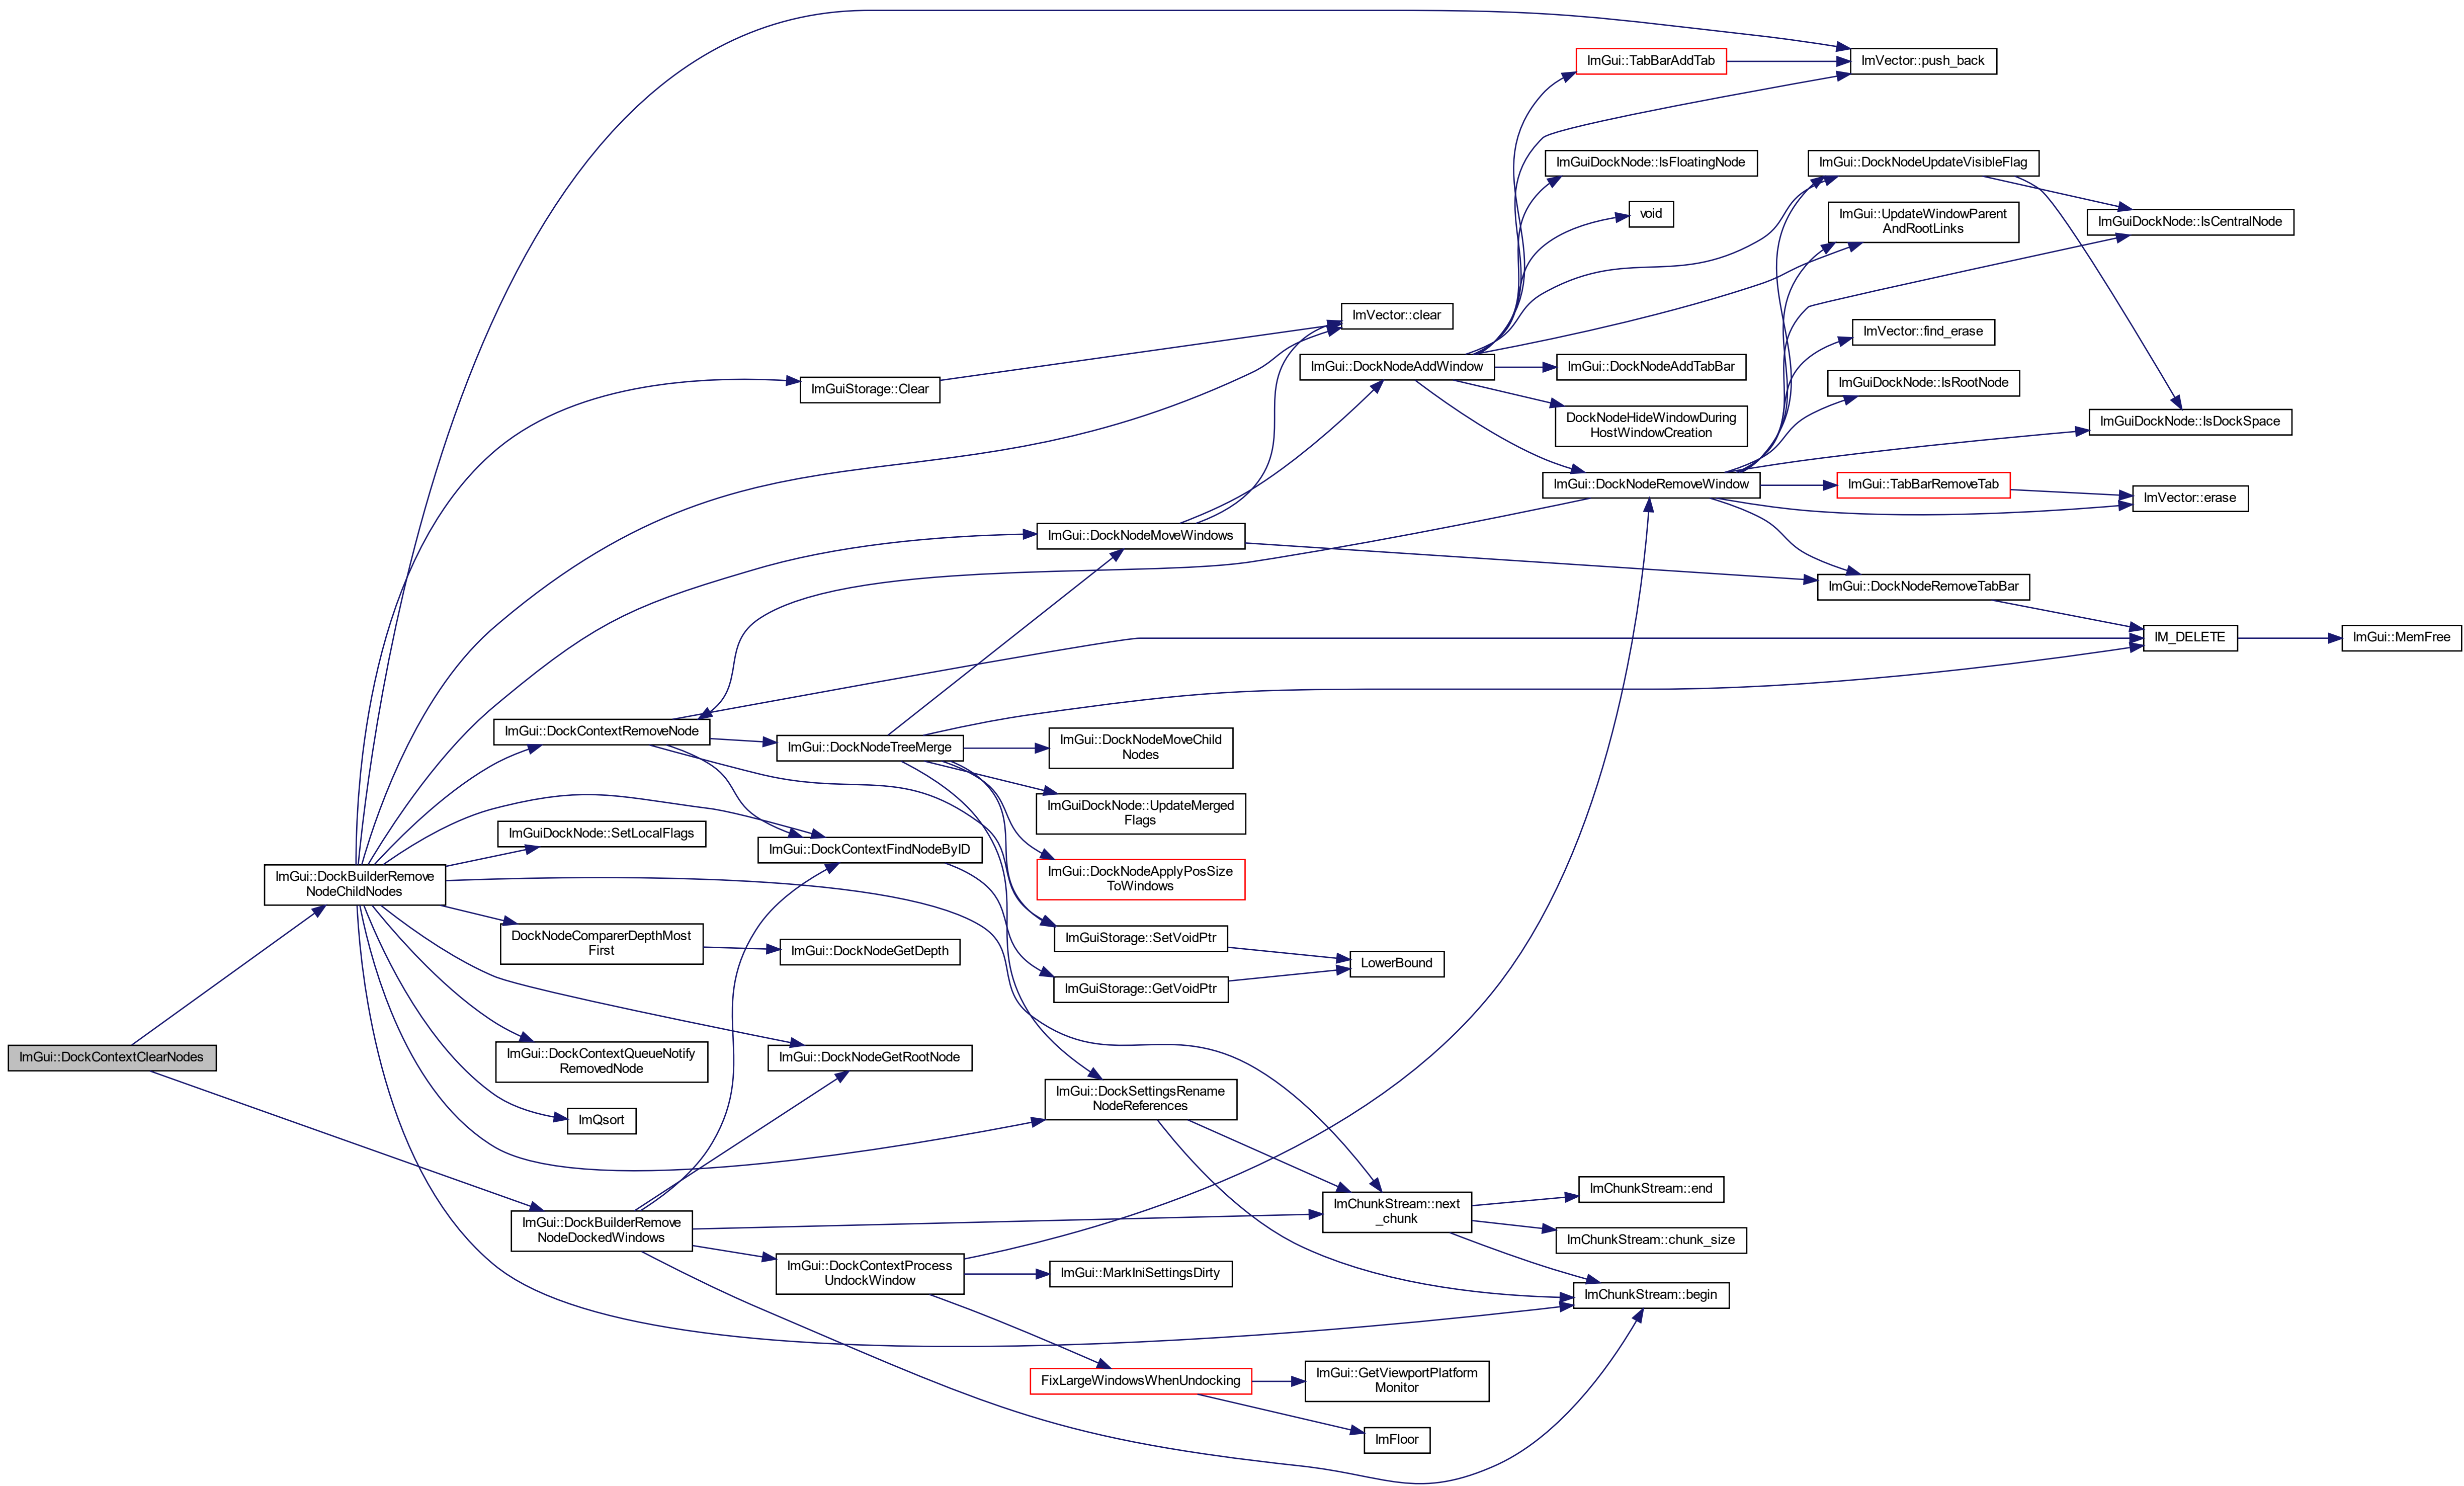 ImVector::push_back
ImGui::TabBarAddTab
ImGuiDockNode::IsFloatingNode
ImGui::DockNodeUpdateVisibleFlag
void
ImGui::UpdateWindowParent
AndRootLinks
ImGuiDockNode::IsCentralNode
ImVector::clear
ImVector::find_erase
ImGui::DockNodeAddWindow
ImGui::DockNodeAddTabBar
ImGuiStorage::Clear
ImGuiDockNode::IsRootNode
DockNodeHideWindowDuring
HostWindowCreation
ImGuiDockNode::IsDockSpace
ImGui::DockNodeRemoveWindow
ImGui::TabBarRemoveTab
ImVector::erase
ImGui::DockNodeMoveWindows
ImGui::DockNodeRemoveTabBar
IM_DELETE
ImGui::MemFree
ImGui::DockContextRemoveNode
ImGui::DockNodeTreeMerge
ImGui::DockNodeMoveChild
Nodes
ImGuiDockNode::UpdateMerged
Flags
ImGuiDockNode::SetLocalFlags
ImGui::DockContextFindNodeByID
ImGui::DockBuilderRemove
NodeChildNodes
ImGui::DockNodeApplyPosSize
ToWindows
DockNodeComparerDepthMost
First
ImGui::DockNodeGetDepth
ImGuiStorage::SetVoidPtr
LowerBound
ImGuiStorage::GetVoidPtr
ImGui::DockContextClearNodes
ImGui::DockContextQueueNotify
RemovedNode
ImGui::DockNodeGetRootNode
ImGui::DockSettingsRename
NodeReferences
ImQsort
ImChunkStream::end
ImChunkStream::next
_chunk
ImGui::DockBuilderRemove
NodeDockedWindows
ImChunkStream::chunk_size
ImGui::DockContextProcess
UndockWindow
ImGui::MarkIniSettingsDirty
ImChunkStream::begin
FixLargeWindowsWhenUndocking
ImGui::GetViewportPlatform
Monitor
ImFloor